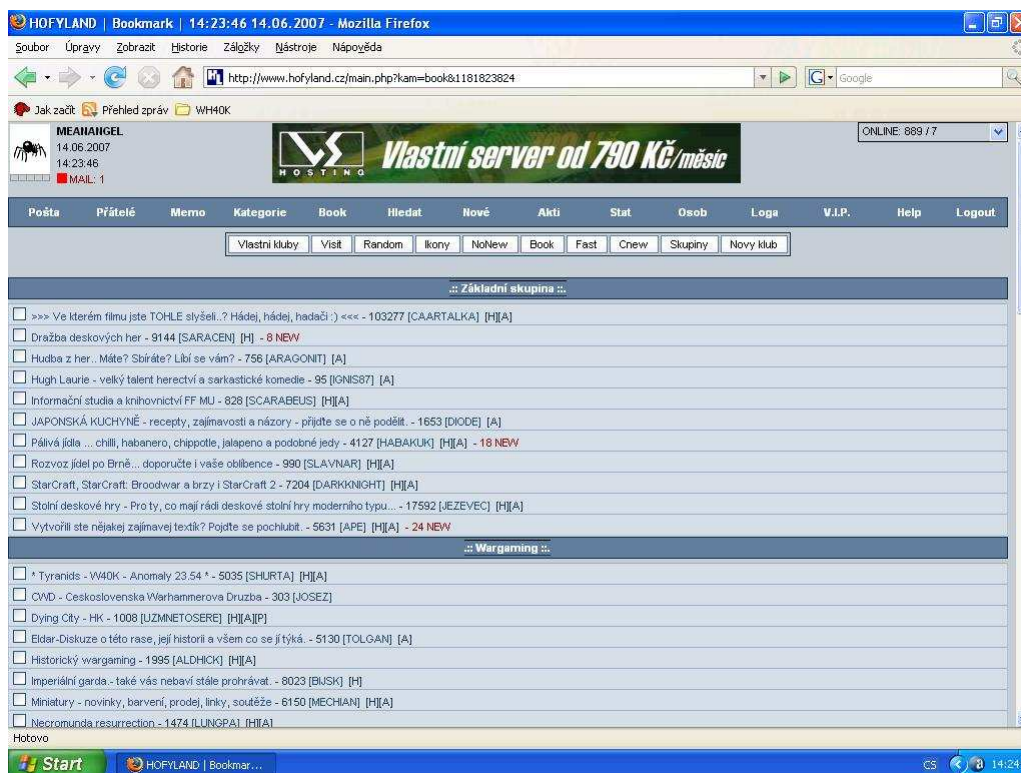 HOFYLAND | Bookmark | 14:23:46 14.06.2007 - Mozilla Firefox
Soubor Úpravy Zobrazit Historie Záložky Nástroje Nápověda
http://www.hofyland.cz/main.php?kam=book&1181823824
G Google
Jak začít Přehled zpráv WH40K
MEANANGEL
14.06.2007
14:23:46
MAIL: 1
VS HOSTING
Vlastní server od 790 Kč/měsíc
ONLINE: 889 / 7
Pošta Přátelé Memo Kategorie Book Hledat Nové Akti Stat Osob Loga V.I.P. Help Logout
Vlastni kluby Visit Random Ikony NoNew Book Fast Cnew Skupiny Novy klub
.:: Základní skupina ::.
>>> Ve kterém filmu jste TOHLE slyšeli..? Hádej, hádej, hadači :) <<< - 103277 [CAARTALKA] [H][A]
Dražba deskových her - 9144 [SARACEN] [H] - 8 NEW
Hudba z her.. Máte? Sbíráte? Líbí se vám? - 756 [ARAGONIT] [A]
Hugh Laurie - velký talent herectví a sarkastické komedie - 95 [IGNIS87] [A]
Informační studia a knihovnictví FF MU - 828 [SCARABEUS] [H][A]
JAPONSKÁ KUCHYNĚ - recepty, zajímavosti a názory - přijďte se o ně podělit. - 1653 [DIODE] [A]
Pálivá jídla ... chilli, habanero, chippotle, jalapeno a podobné jedy - 4127 [HABAKUK] [H][A] - 18 NEW
Rozvoz jídel po Brně... doporučte i vaše oblíbence - 990 [SLAVNAR] [H][A]
StarCraft, StarCraft: Broodwar a brzy i StarCraft 2 - 7204 [DARKKNIGHT] [H][A]
Stolní deskové hry - Pro ty, co mají rádi deskové stolní hry moderního typu... - 17592 [JEZEVEC] [H][A]
Vytvořili ste nějakej zajímavej textík? Pojďte se pochlubit. - 5631 [APE] [H][A] - 24 NEW
.:: Wargaming ::.
* Tyranids - W40K - Anomaly 23.54 * - 5035 [SHURTA] [H][A]
CWD - Ceskoslovenska Warhammerova Druzba - 303 [JOSEZ]
Dying City - HK - 1008 [UZMNETOSERE] [H][A][P]
Eldar-Diskuze o této rase, její historii a všem co se jí týká. - 5130 [TOLGAN] [A]
Historický wargaming - 1995 [ALDHICK] [H][A]
Imperiální garda.- také vás nebaví stále prohrávat. - 8023 [BIJSK] [H]
Miniatury - novinky, barvení, prodej, linky, soutěže - 6150 [MECHIAN] [H][A]
Necromunda resurrection - 1474 [LUNGPA] [H][A]
Hotovo
Start HOFYLAND | Bookmar... CS 14:24